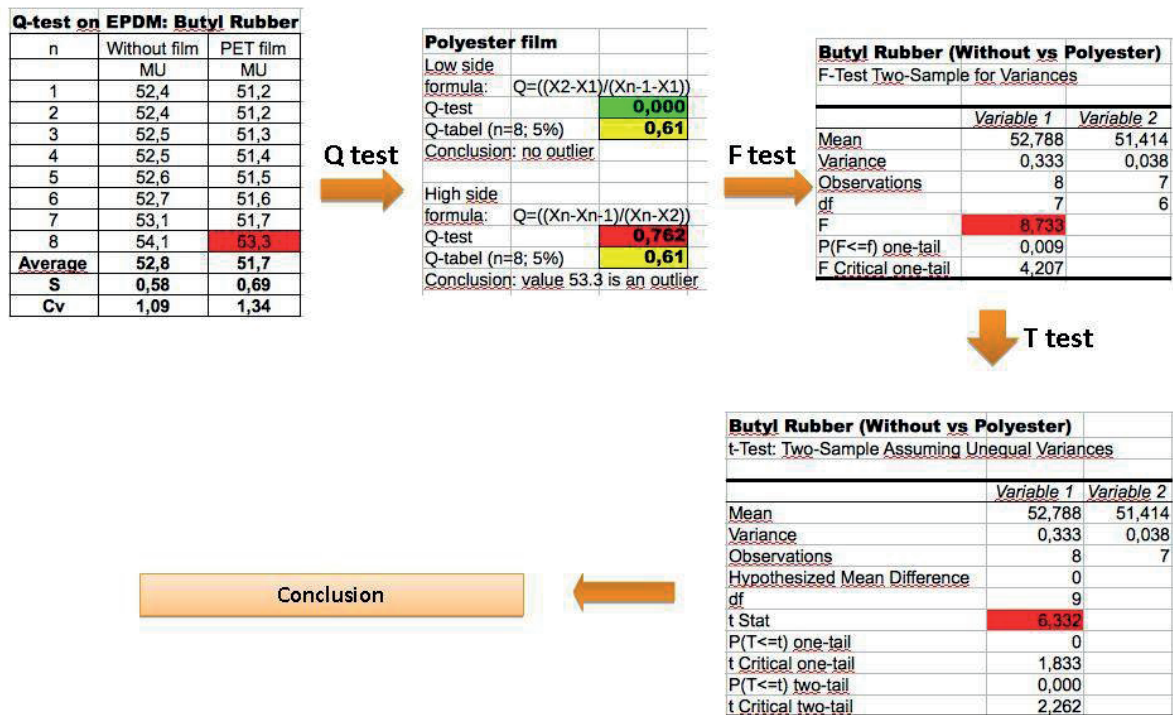 Q-test on EPDM: Butyl Rubber
n Without film PET film
MU MU
1 52,4 51,2
2 52,4 51,2
3 52,5 51,3
4 52,5 51,4
5 52,6 51,5
6 52,7 51,6
7 53,1 51,7
8 54,1 53,3
Average 52,8 51,7
S 0,58 0,69
Cv 1,09 1,34
Q test
Polyester film
Low side
formula: Q=((X2-X1)/(Xn-1-X1))
Q-test 0,000
Q-tabel (n=8; 5%) 0,61
Conclusion: no outlier
High side
formula: Q=((Xn-Xn-1)/(Xn-X2))
Q-test 0,762
Q-tabel (n=8; 5%) 0,61
Conclusion: value 53.3 is an outlier
F test
Butyl Rubber (Without vs Polyester)
F-Test Two-Sample for Variances
Variable 1 Variable 2
Mean 52,788 51,414
Variance 0,333 0,038
Observations 8 7
df 7 6
F 8,733
P(F<=f) one-tail 0,009
F Critical one-tail 4,207
T test
Butyl Rubber (Without vs Polyester)
t-Test: Two-Sample Assuming Unequal Variances
Variable 1 Variable 2
Mean 52,788 51,414
Variance 0,333 0,038
Observations 8 7
Hypothesized Mean Difference 0
df 9
t Stat 6,332
P(T<=t) one-tail 0
t Critical one-tail 1,833
P(T<=t) two-tail 0,000
t Critical two-tail 2,262
Conclusion